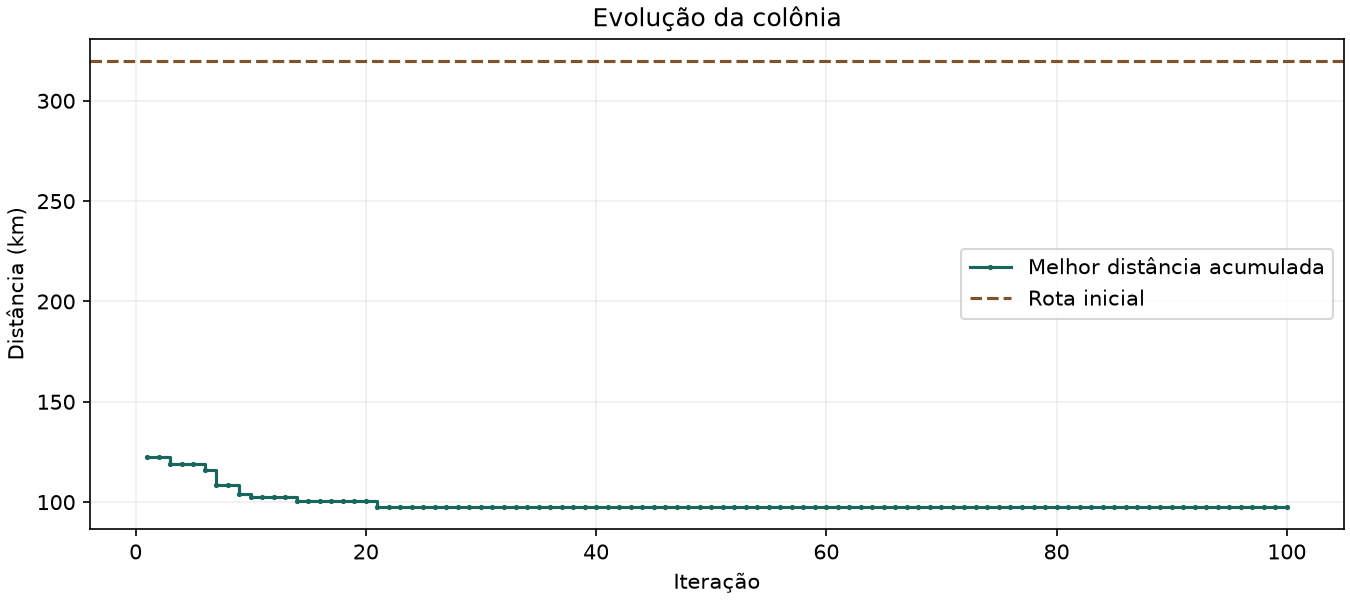 Evolução da colônia
Distância (km)
300
250
200
150
100
Melhor distância acumulada
Rota inicial
0 20 40 60 80 100
Iteração